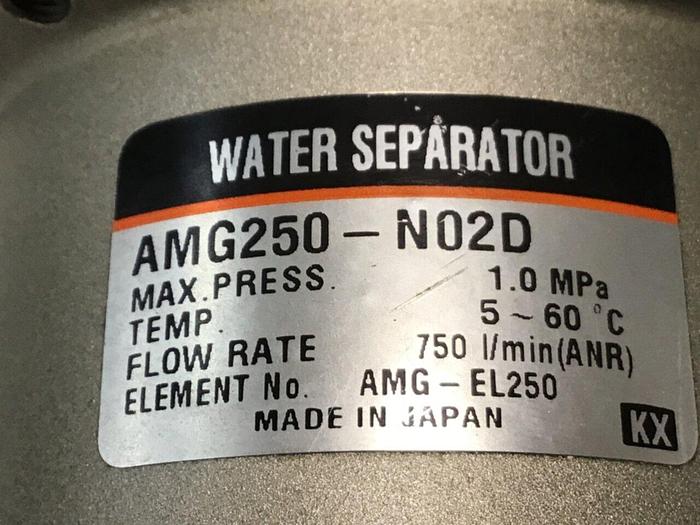 WATER SEPARATOR
AMG250 – N02D
MAX.PRESS. 1.0 MPa
TEMP. 5 ~ 60 °C
FLOW RATE 750 l/min(ANR)
ELEMENT No. AMG – EL250
MADE IN JAPAN KX